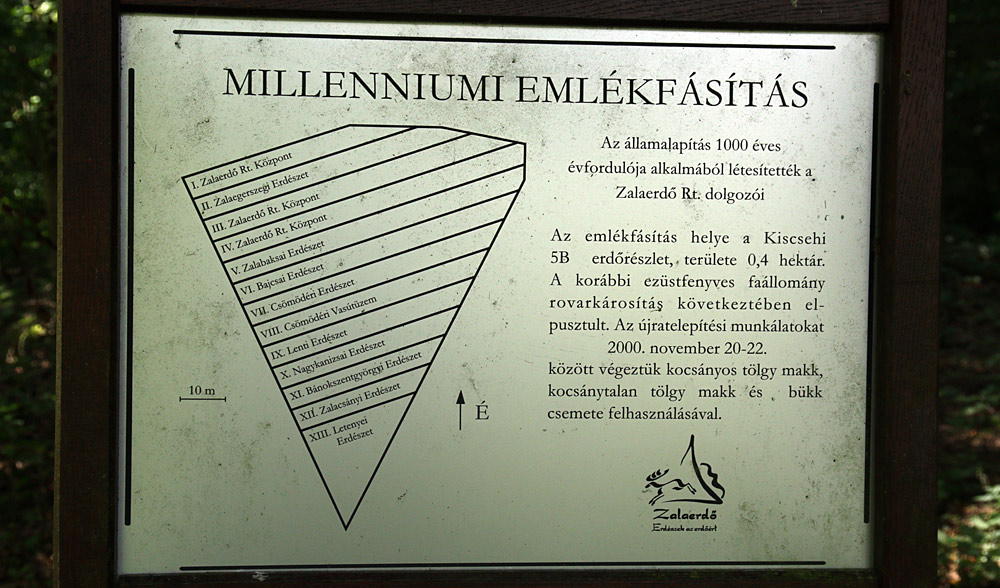 MILLENNIUMI EMLÉKFÁSÍTÁS
I. Zalaerdő Rt. Központ
II. Zalaegerszegi Erdészet
III. Zalaerdő Rt. Központ
IV. Zalaerdő Rt. Központ
V. Zalabaksai Erdészet
VI. Bajcsai Erdészet
VII. Csömödéri Erdészet
VIII. Csömödéri Vasútüzem
IX. Lenti Erdészet
X. Nagykanizsai Erdészet
XI. Bánokszentgyörgyi Erdészet
XII. Zalacsányi Erdészet
XIII. Letenyei
Erdészet
10 m
É
Az államalapítás 1000 éves
évfordulója alkalmából létesítették a
Zalaerdő Rt. dolgozói
Az emlékfásítás helye a Kiscsehi
5B erdőrészlet, területe 0,4 hektár.
A korábbi ezüstfenyves faállomány
rovarkárosítás következtében el-
pusztult. Az újratelepítési munkálatokat
2000. november 20-22.
között végeztük kocsányos tölgy makk,
kocsánytalan tölgy makk és bükk
csemete felhasználásával.
Zalaerdő
Erdészek az erdőért